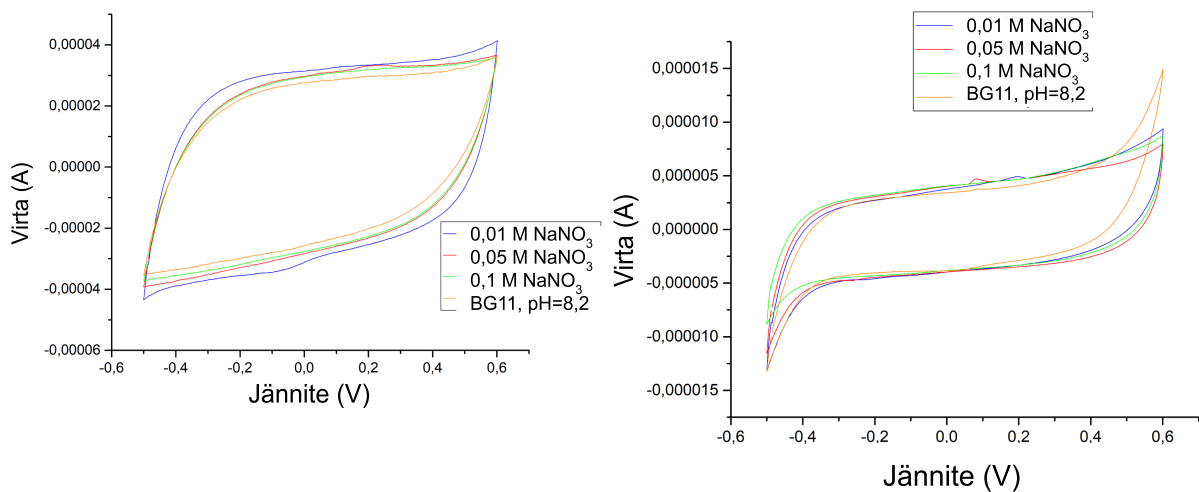 0,00004
0,00002
0,00000
-0,00002
-0,00004
-0,00006
Virta (A)
-0,6
-0,4
-0,2
0,0
0,2
0,4
0,6
Jännite (V)
0,01 M NaNO3
0,05 M NaNO3
0,1 M NaNO3
BG11, pH=8,2
0,000015
0,000010
0,000005
0,000000
-0,000005
-0,000010
-0,000015
Virta (A)
-0,6
-0,4
-0,2
0,0
0,2
0,4
0,6
Jännite (V)
0,01 M NaNO3
0,05 M NaNO3
0,1 M NaNO3
BG11, pH=8,2